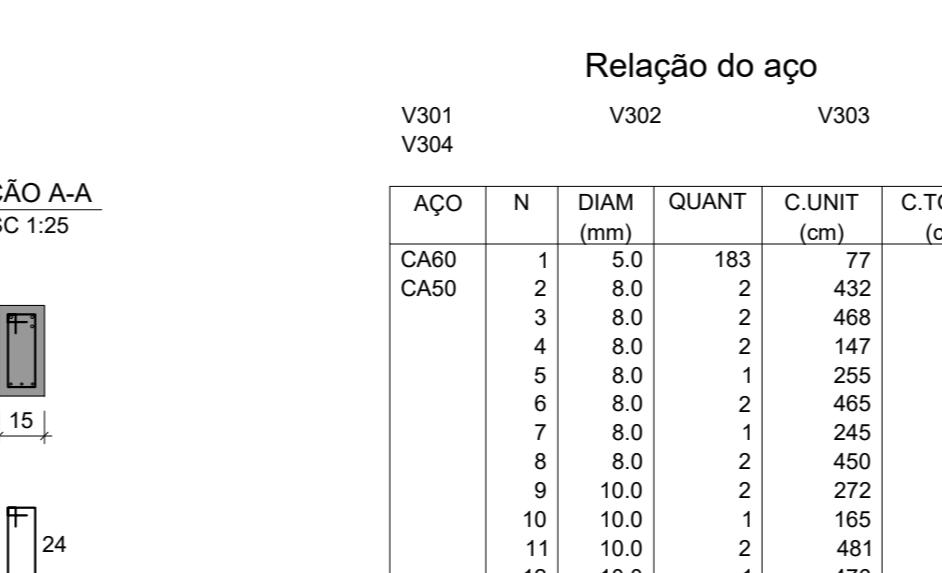 Relação do aço
V301 V302 V303
V304
A-A
1:25
15
24
AÇO N DIAM QUANT C.UNIT
(mm) (cm)
CA60 1 5.0 183 77
CA50 2 8.0 2 432
3 8.0 2 468
4 8.0 2 147
5 8.0 1 255
6 8.0 2 465
7 8.0 1 245
8 8.0 2 450
9 10.0 2 272
10 10.0 1 165
11 10.0 2 481